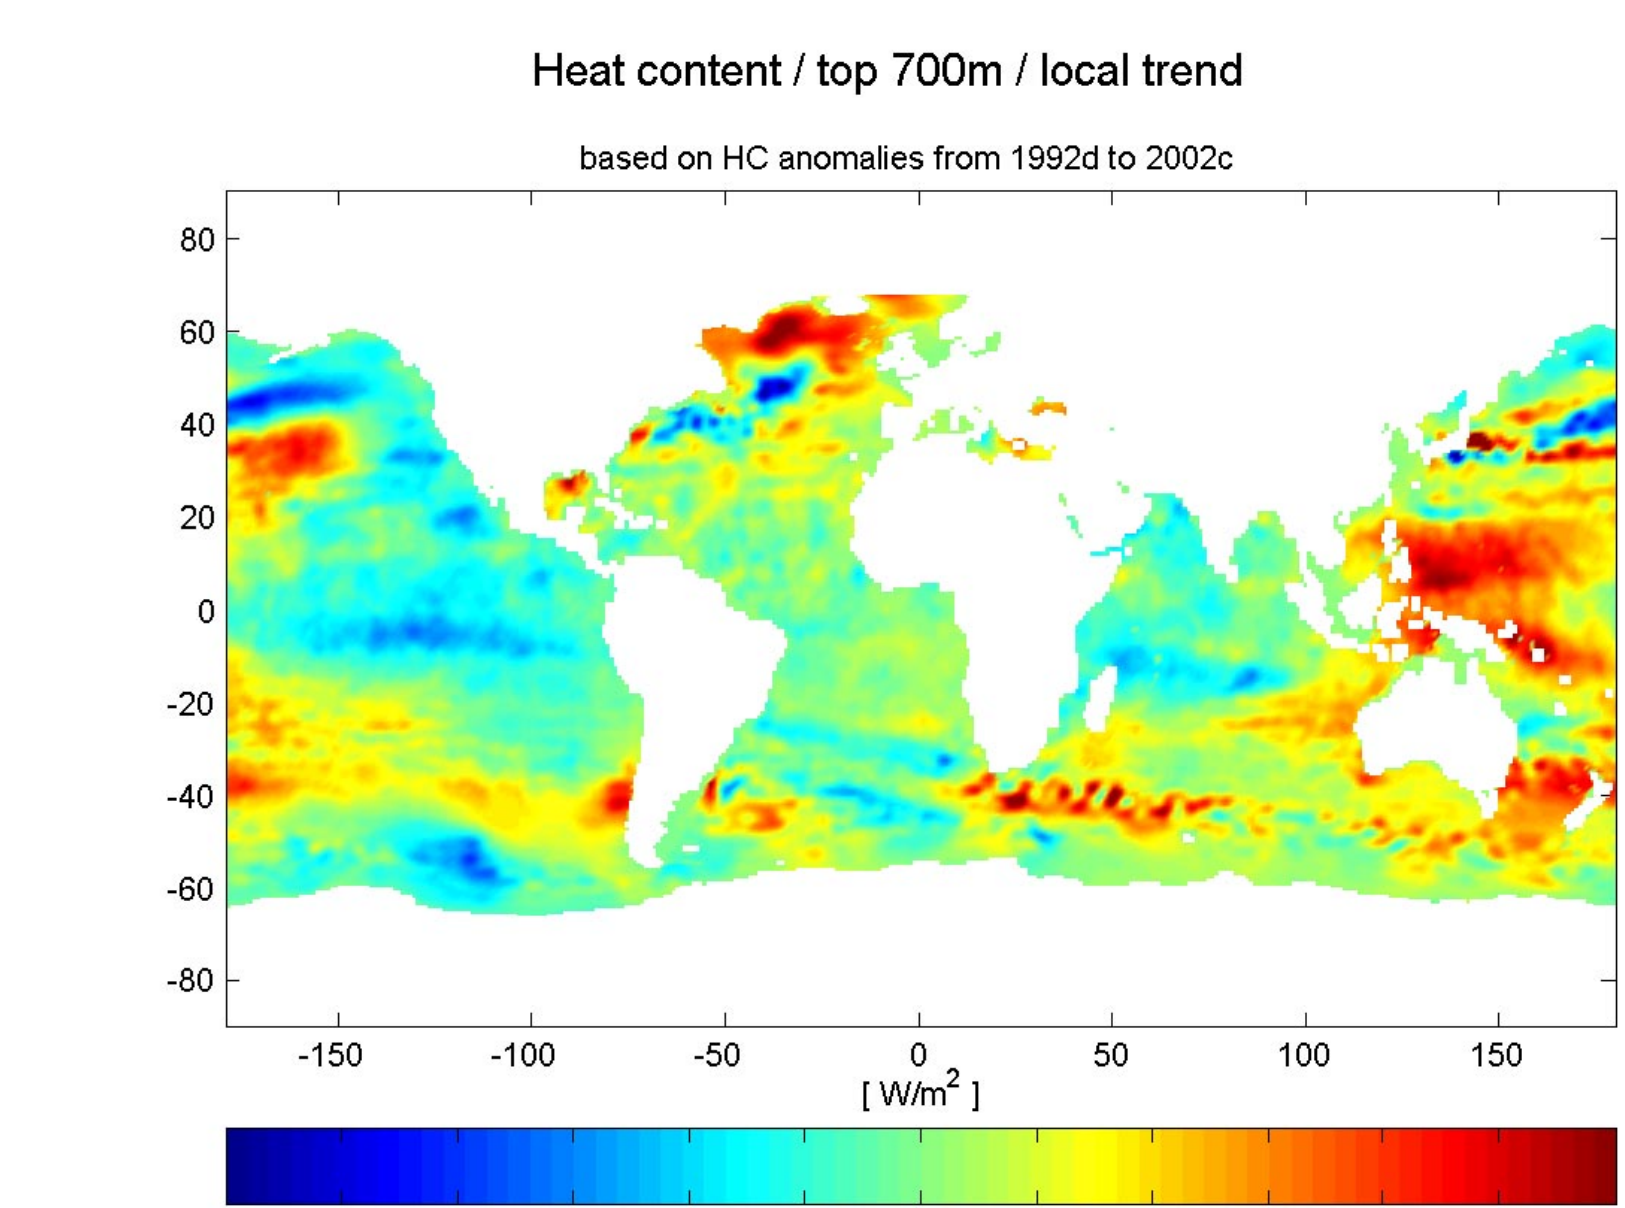 Heat content / top 700m / local trend
based on HC anomalies from 1992d to 2002c
80
60
40
20
0
-20
-40
-60
-80
-150 -100 -50 0 50 100 150
[ W/m² ]